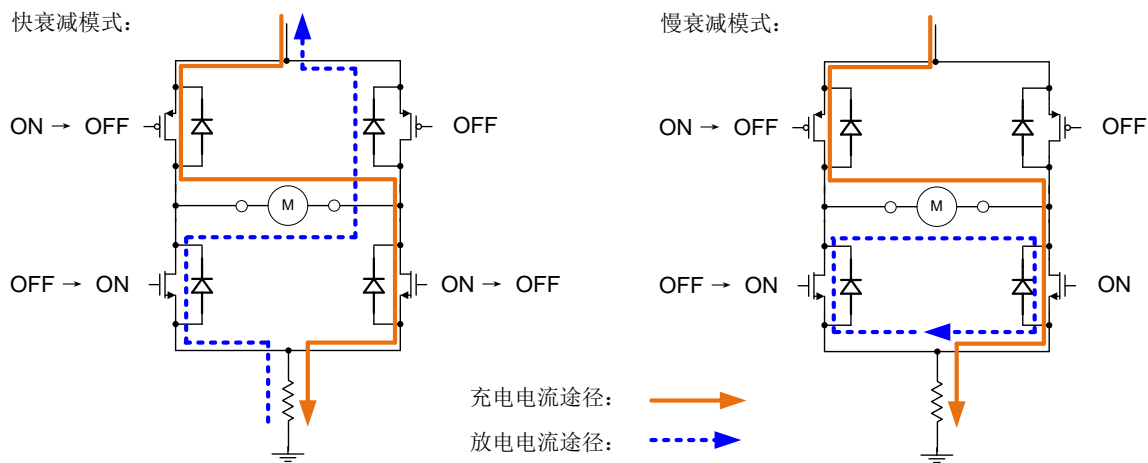 快衰减模式：
慢衰减模式：
ON → OFF
OFF
ON → OFF
OFF
M
M
OFF → ON
ON → OFF
OFF → ON
ON
充电电流途径：
放电电流途径：